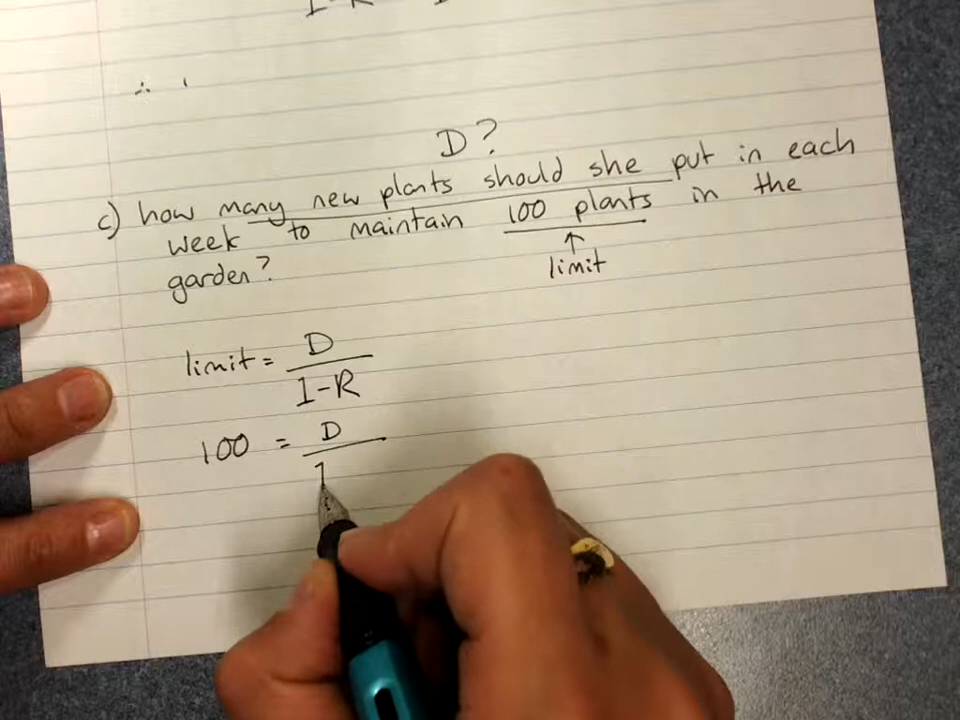 D?
c) how many new plants should she put in each
week to maintain 100 plants in the
garden?
↑
limit
limit = D
1-R
100 = D
1